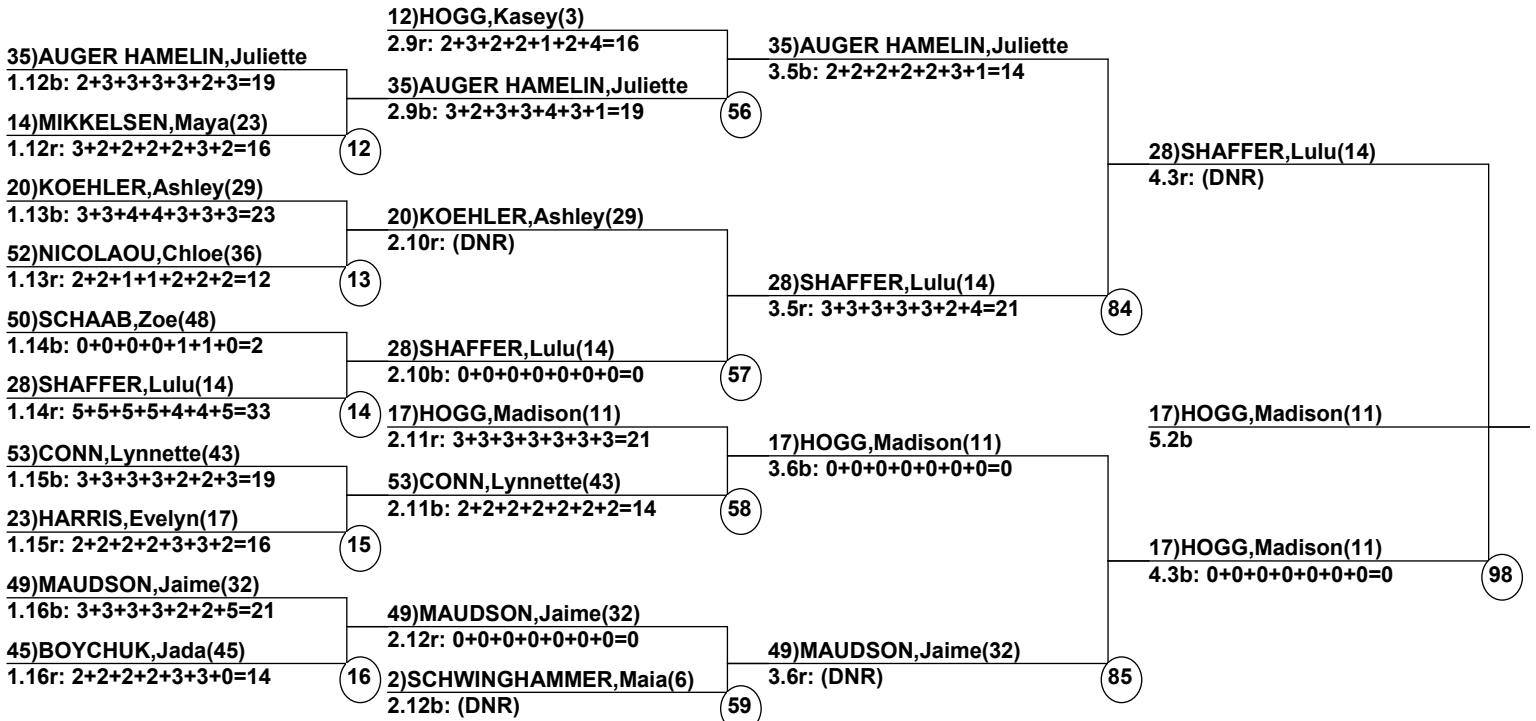 12)HOGG,Kasey(3)
2.9r: 2+3+2+2+1+2+4=16
35)AUGER HAMELIN,Juliette
1.12b: 2+3+3+3+3+2+3=19
35)AUGER HAMELIN,Juliette
3.5b: 2+2+2+2+2+3+1=14
35)AUGER HAMELIN,Juliette
2.9b: 3+2+3+3+4+3+1=19
56
14)MIKKELSEN,Maya(23)
1.12r: 3+2+2+2+2+3+2=16
12
28)SHAFFER,Lulu(14)
4.3r: (DNR)
20)KOEHLER,Ashley(29)
1.13b: 3+3+4+4+3+3+3=23
20)KOEHLER,Ashley(29)
2.10r: (DNR)
52)NICOLAOU,Chloe(36)
1.13r: 2+2+1+1+2+2+2=12
13
28)SHAFFER,Lulu(14)
3.5r: 3+3+3+3+3+2+4=21
84
50)SCHAAB,Zoe(48)
1.14b: 0+0+0+0+1+1+0=2
28)SHAFFER,Lulu(14)
2.10b: 0+0+0+0+0+0+0=0
57
28)SHAFFER,Lulu(14)
1.14r: 5+5+5+5+4+4+5=33
14
17)HOGG,Madison(11)
2.11r: 3+3+3+3+3+3+3=21
17)HOGG,Madison(11)
5.2b
17)HOGG,Madison(11)
3.6b: 0+0+0+0+0+0+0=0
53)CONN,Lynnette(43)
1.15b: 3+3+3+3+2+2+3=19
53)CONN,Lynnette(43)
2.11b: 2+2+2+2+2+2+2=14
58
23)HARRIS,Evelyn(17)
1.15r: 2+2+2+2+3+3+2=16
15
17)HOGG,Madison(11)
4.3b: 0+0+0+0+0+0+0=0
98
49)MAUDSON,Jaime(32)
1.16b: 3+3+3+3+2+2+5=21
49)MAUDSON,Jaime(32)
2.12r: 0+0+0+0+0+0+0=0
45)BOYCHUK,Jada(45)
1.16r: 2+2+2+2+3+3+0=14
16
49)MAUDSON,Jaime(32)
3.6r: (DNR)
85
2)SCHWINGHAMMER,Maia(6)
2.12b: (DNR)
59